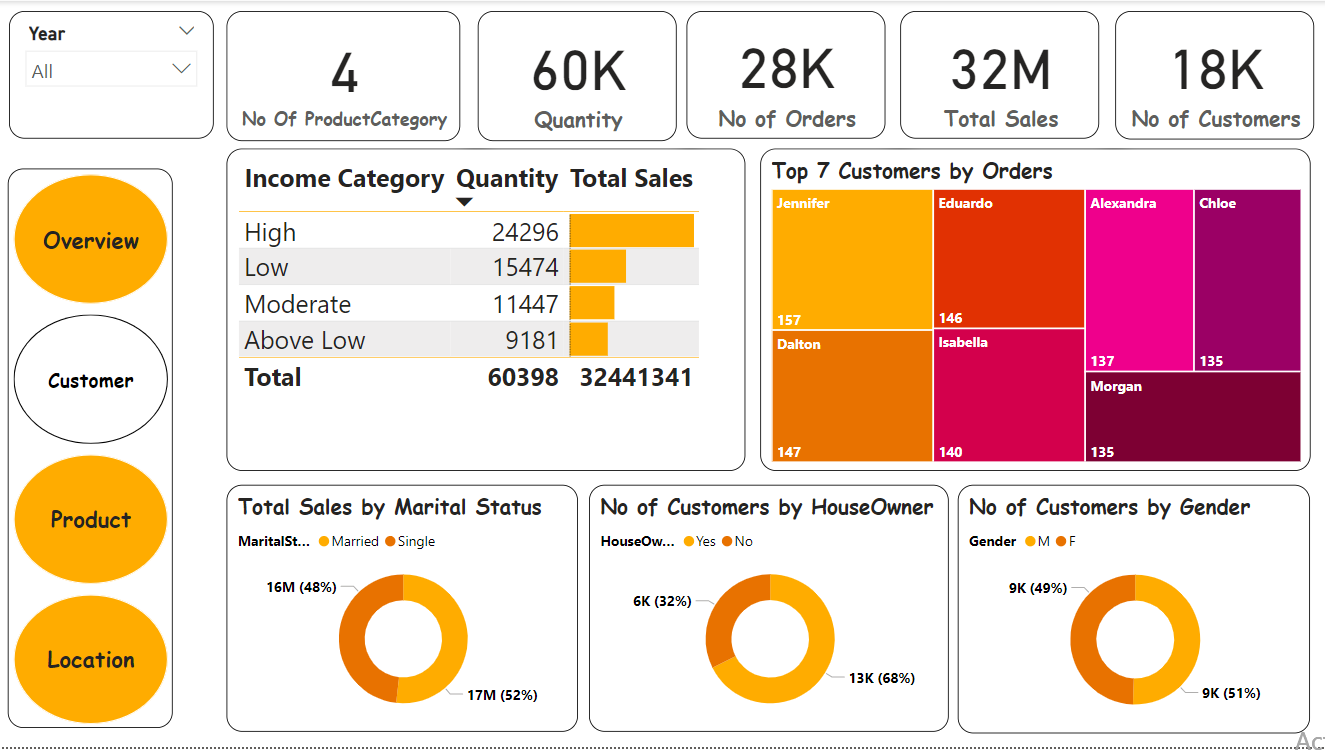 Year
All
4
No Of ProductCategory
60K
Quantity
28K
No of Orders
32M
Total Sales
18K
No of Customers
Overview
Customer
Product
Location
Income Category Quantity Total Sales
High 24296
Low 15474
Moderate 11447
Above Low 9181
Total 60398 32441341
Top 7 Customers by Orders
Jennifer
157
Dalton
147
Eduardo
146
Isabella
140
Alexandra
137
Chloe
135
Morgan
135
Total Sales by Marital Status
MaritalSt... Married Single
16M (48%)
17M (52%)
No of Customers by HouseOwner
HouseOw... Yes No
6K (32%)
13K (68%)
No of Customers by Gender
Gender M F
9K (49%)
9K (51%)